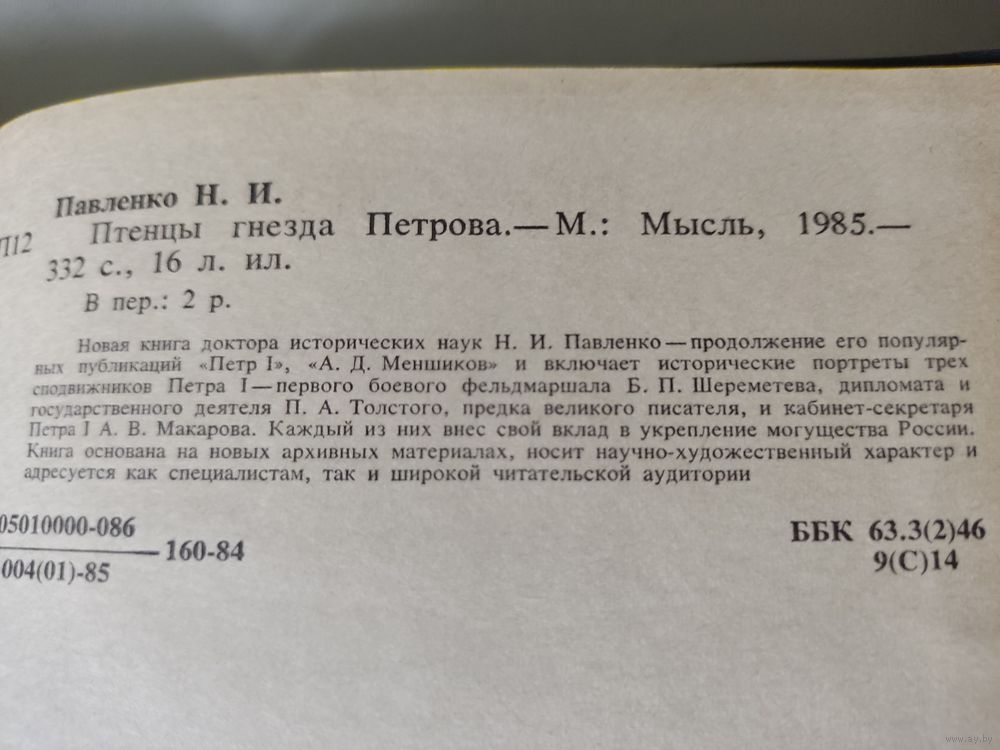 Павленко Н. И.
П12 Птенцы гнезда Петрова.— М.: Мысль, 1985.—
332 с., 16 л. ил.
В пер.: 2 р.
Новая книга доктора исторических наук Н. И. Павленко — продолжение его популяр-
ных публикаций «Петр I», «А. Д. Меншиков» и включает исторические портреты трех
сподвижников Петра I — первого боевого фельдмаршала Б. П. Шереметева, дипломата и
государственного деятеля П. А. Толстого, предка великого писателя, и кабинет-секретаря
Петра I А. В. Макарова. Каждый из них внес свой вклад в укрепление могущества России.
Книга основана на новых архивных материалах, носит научно-художественный характер и
адресуется как специалистам, так и широкой читательской аудитории
05010000-086
160-84
004(01)-85
ББК 63.3(2)46
9(С)14
www.ay.by